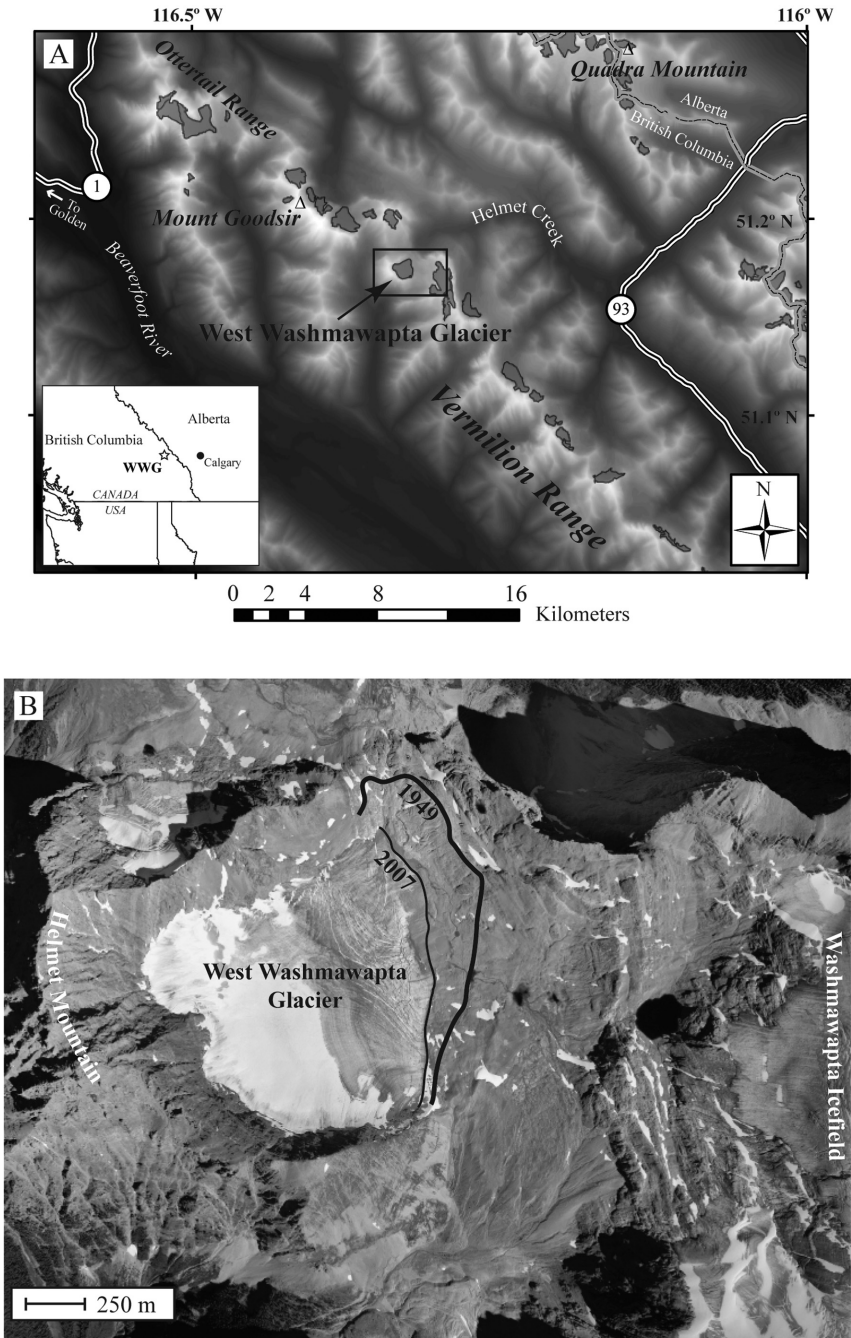 116.5º W
116º W
A
Ottertail Range
Quadra Mountain
Alberta
British Columbia
1
To
Golden
Mount Goodsir
Helmet Creek
51.2º N
Beaverfoot River
West Washmawapta Glacier
93
Vermilion Range
51.1º N
Alberta
British Columbia
WWG
Calgary
CANADA
USA
N
0 2 4 8 16
Kilometers
B
1949
2007
Helmet Mountain
West Washmawapta
Glacier
Washmawapta Icefield
250 m